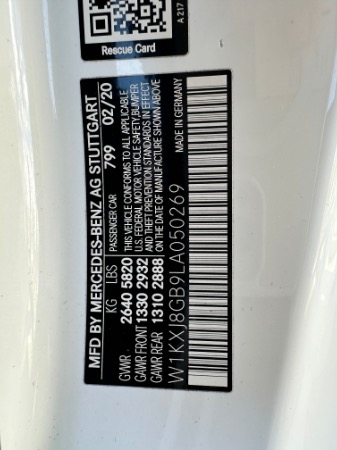 Rescue Card
A 217
MFD BY MERCEDES-BENZ AG STUTTGART
PASSENGER CAR 799 02/20
KG LBS
GVWR 2640 5820
GAWR FRONT 1330 2932
GAWR REAR 1310 2888
THIS VEHICLE CONFORMS TO ALL APPLICABLE
U.S. FEDERAL MOTOR VEHICLE SAFETY,BUMPER
AND THEFT PREVENTION STANDARDS IN EFFECT
ON THE DATE OF MANUFACTURE SHOWN ABOVE
W1KXJ8GB9LA050269
MADE IN GERMANY